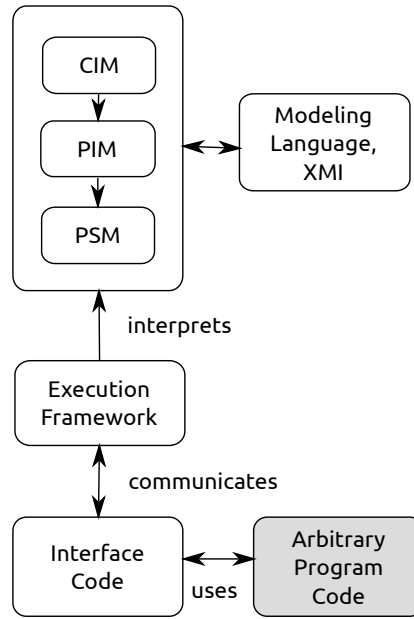 CIM
PIM
PSM
Modeling
Language,
XMI
interprets
Execution
Framework
communicates
Interface
Code
uses
Arbitrary
Program
Code